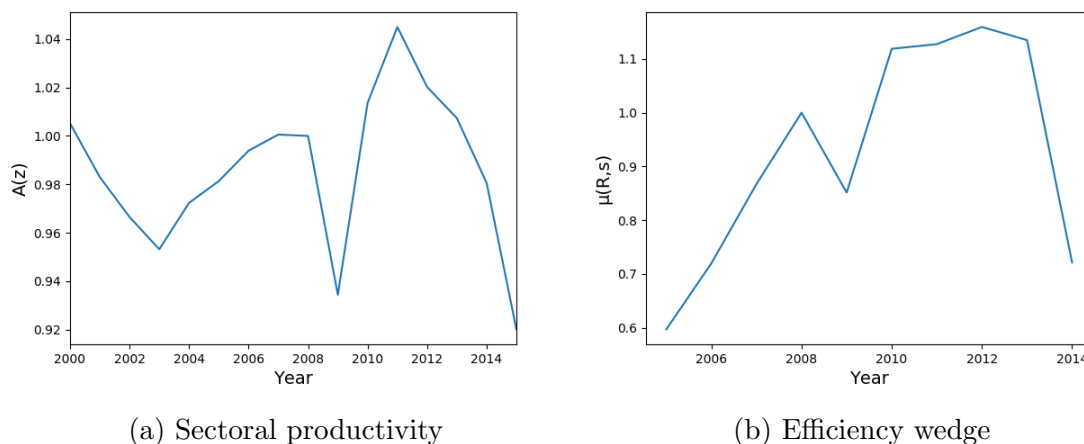 1.04
1.02
1.00
0.98
0.96
0.94
0.92
A(z)
2000 2002 2004 2006 2008 2010 2012 2014
Year
(a) Sectoral productivity
1.1
1.0
0.9
0.8
0.7
0.6
μ(R,s)
2006 2008 2010 2012 2014
Year
(b) Efficiency wedge